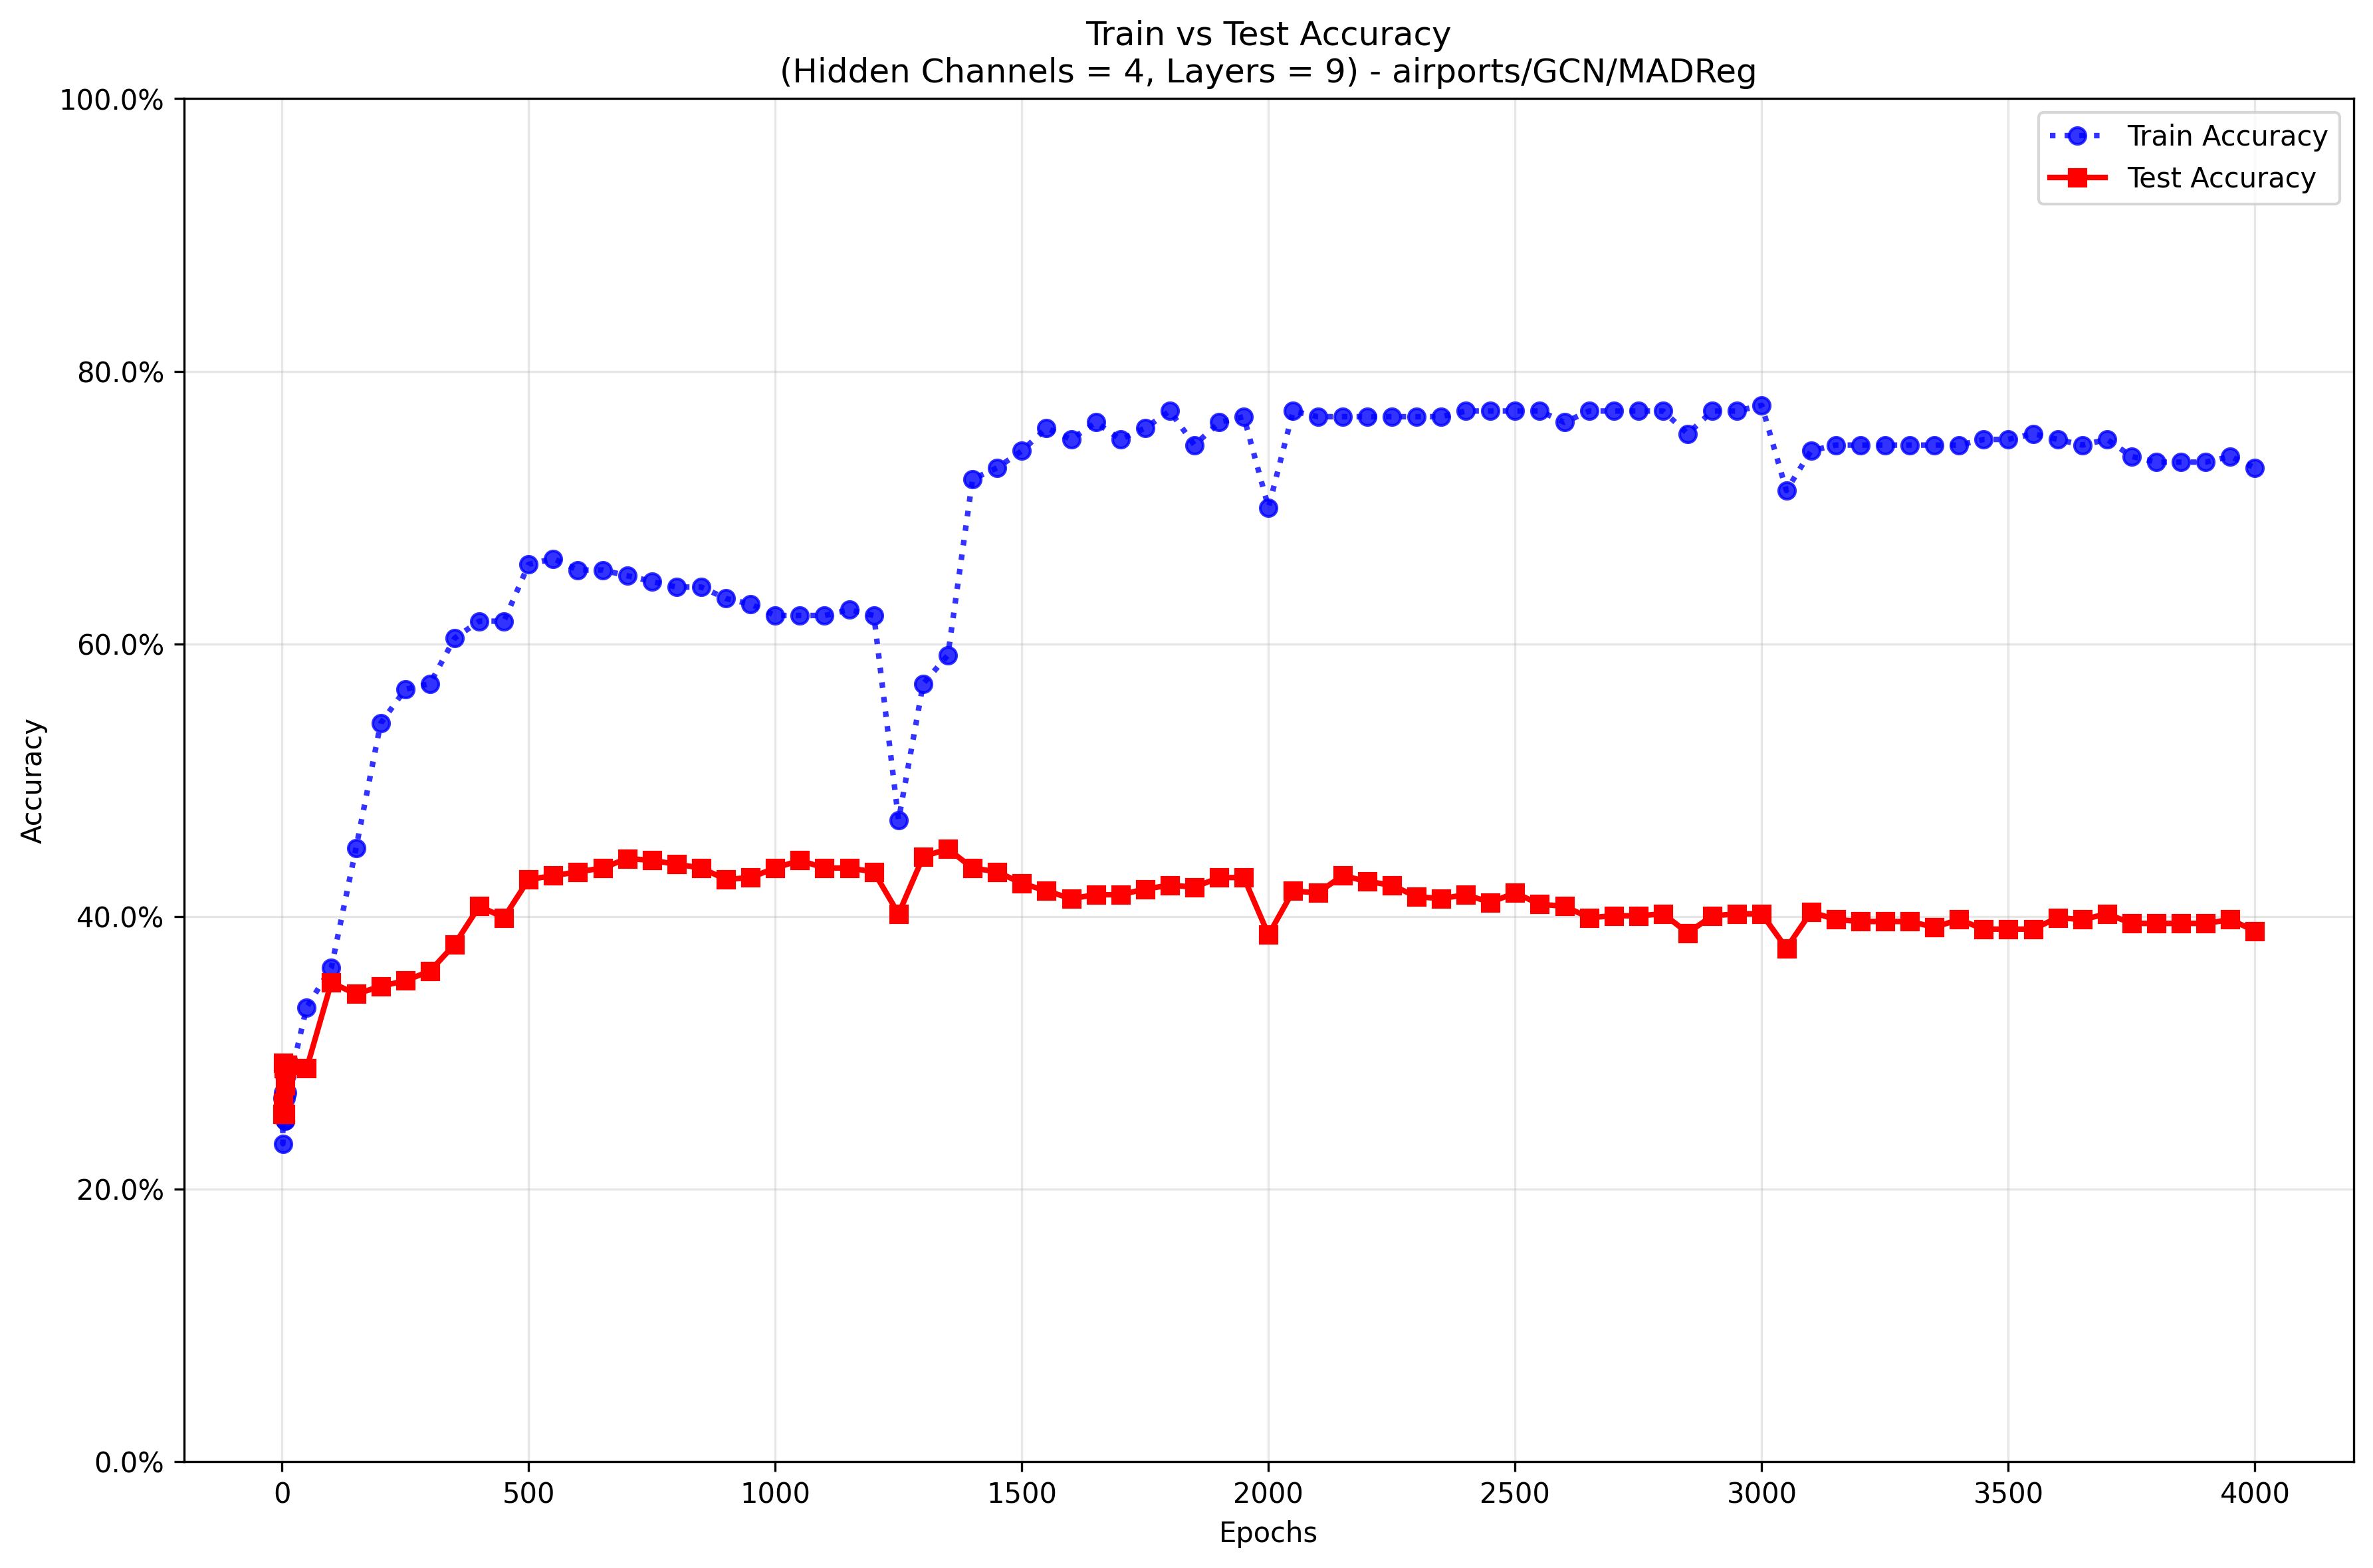 Train vs Test Accuracy
(Hidden Channels = 4, Layers = 9) - airports/GCN/MADReg
100.0%
80.0%
60.0%
40.0%
20.0%
0.0%
Accuracy
Train Accuracy
Test Accuracy
0 500 1000 1500 2000 2500 3000 3500 4000
Epochs